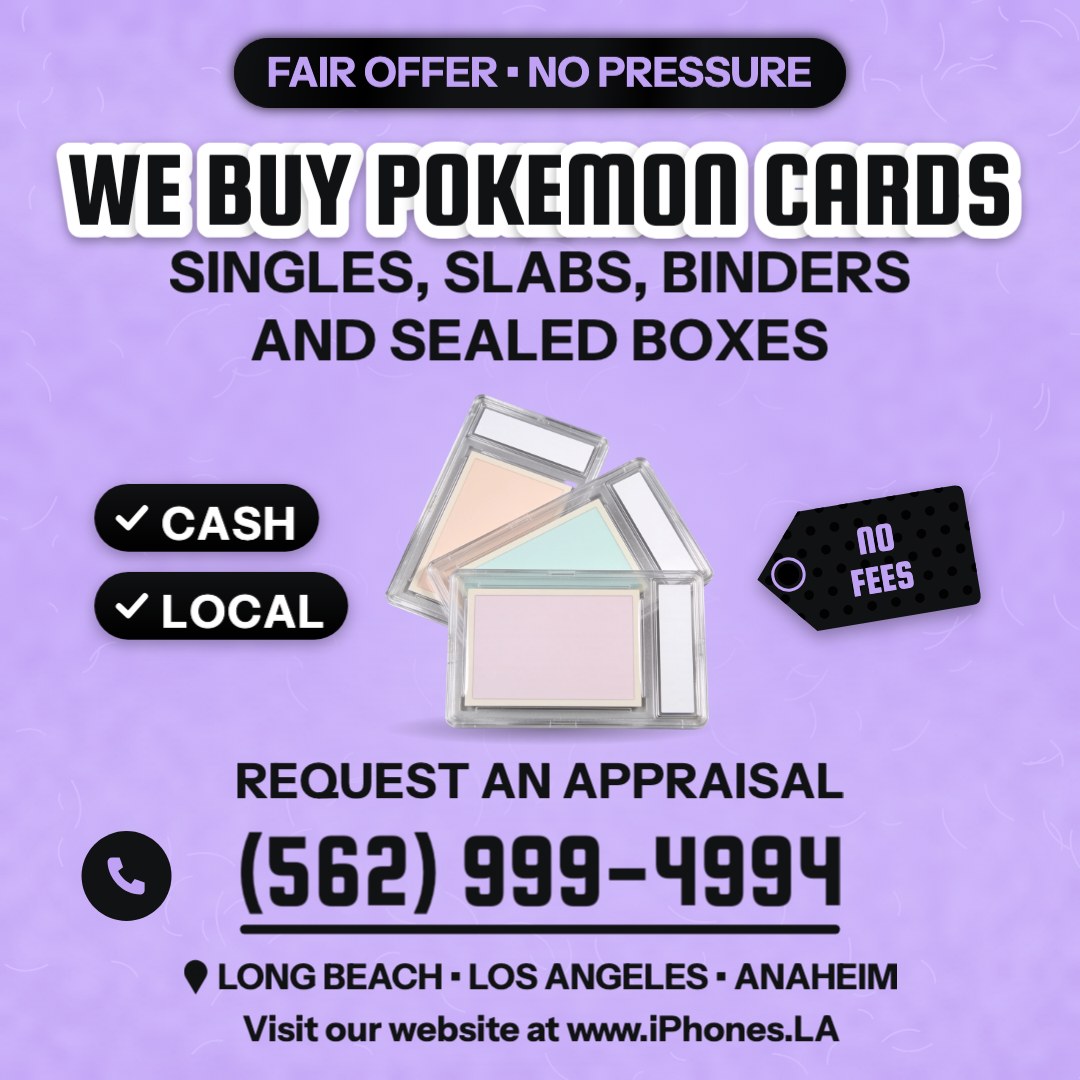 FAIR OFFER ▪ NO PRESSURE
WE BUY POKEMON CARDS
SINGLES, SLABS, BINDERS
AND SEALED BOXES
✓ CASH
✓ LOCAL
NO
FEES
REQUEST AN APPRAISAL
(562) 999-4994
LONG BEACH ▪ LOS ANGELES ▪ ANAHEIM
Visit our website at www.iPhones.LA